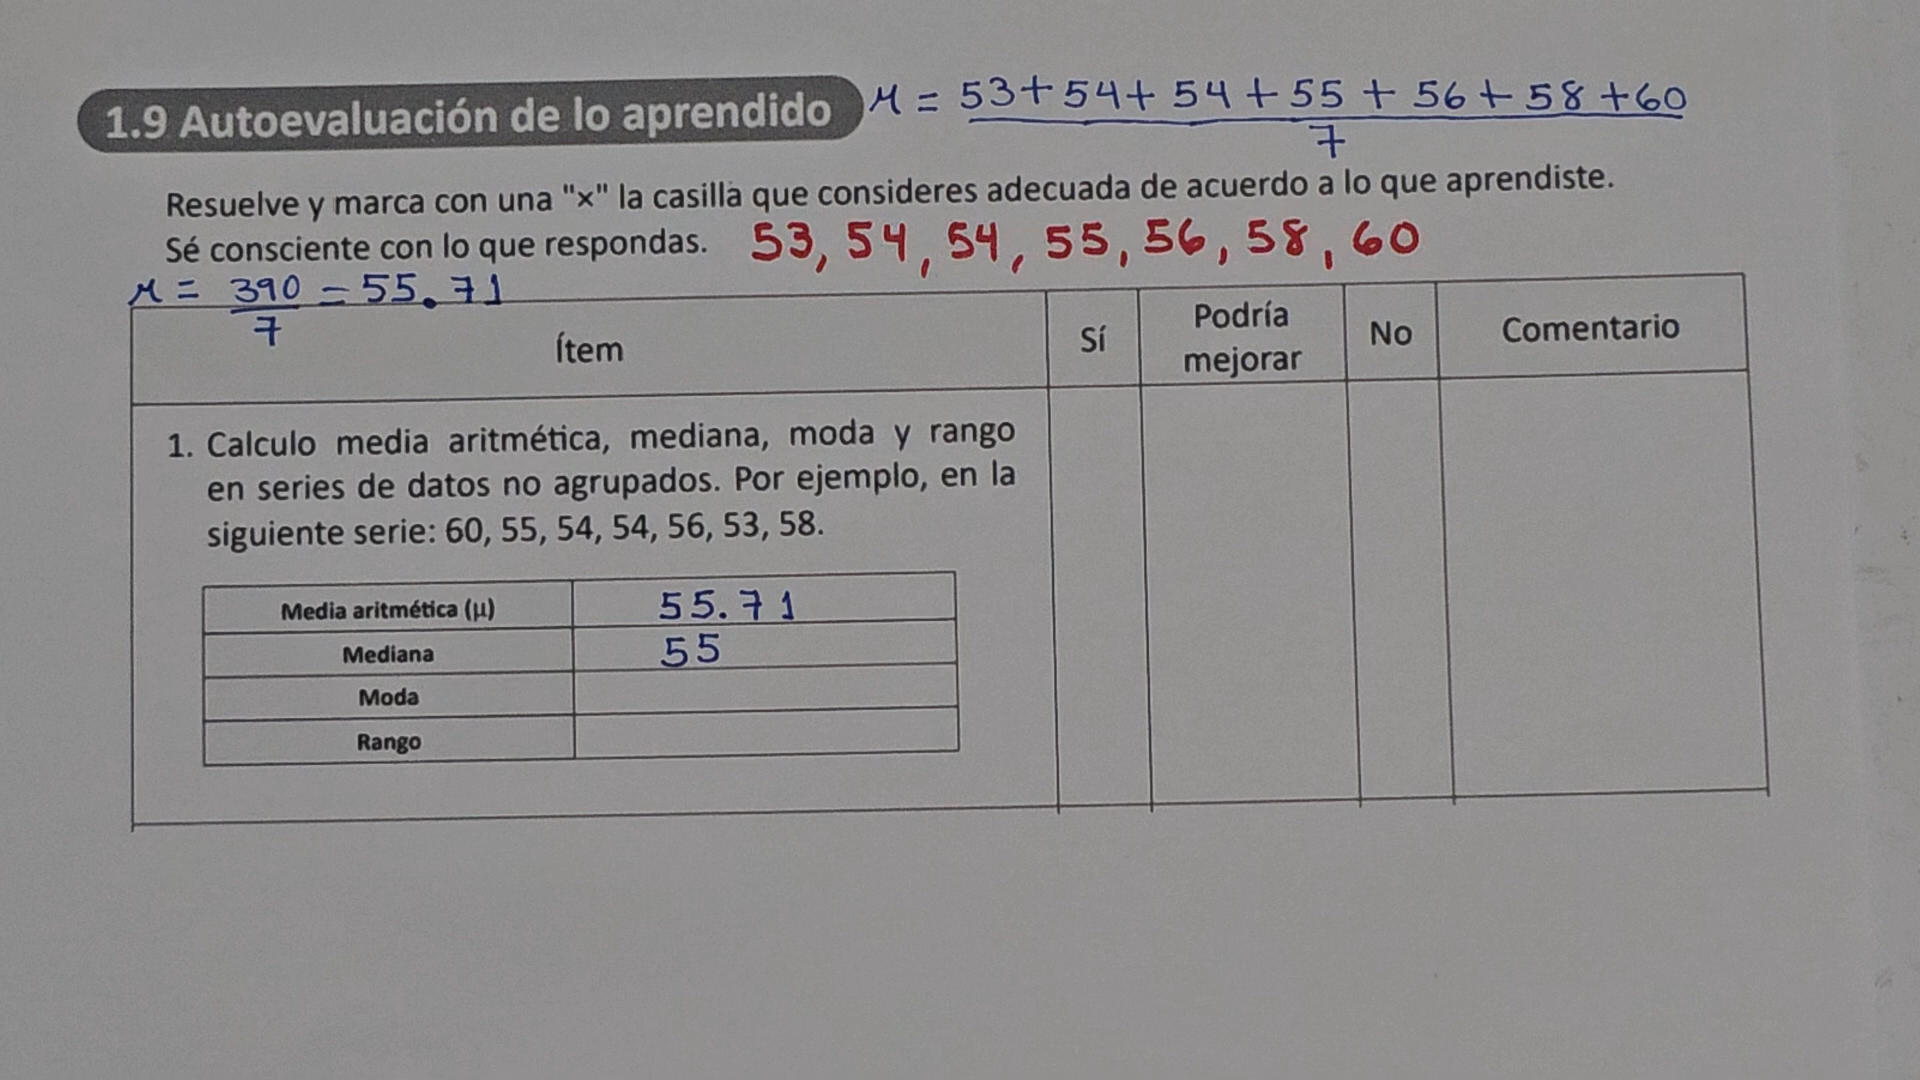 1.9 Autoevaluación de lo aprendido
μ = 53+54+54+55+56+58+60
7
Resuelve y marca con una "×" la casilla que consideres adecuada de acuerdo a lo que aprendiste.
Sé consciente con lo que respondas.
53, 54, 54, 55, 56, 58, 60
μ = 390 = 55.71
7
Ítem
Sí
Podría
mejorar
No
Comentario
1. Calculo media aritmética, mediana, moda y rango
en series de datos no agrupados. Por ejemplo, en la
siguiente serie: 60, 55, 54, 54, 56, 53, 58.
Media aritmética (μ) 55.71
Mediana 55
Moda
Rango